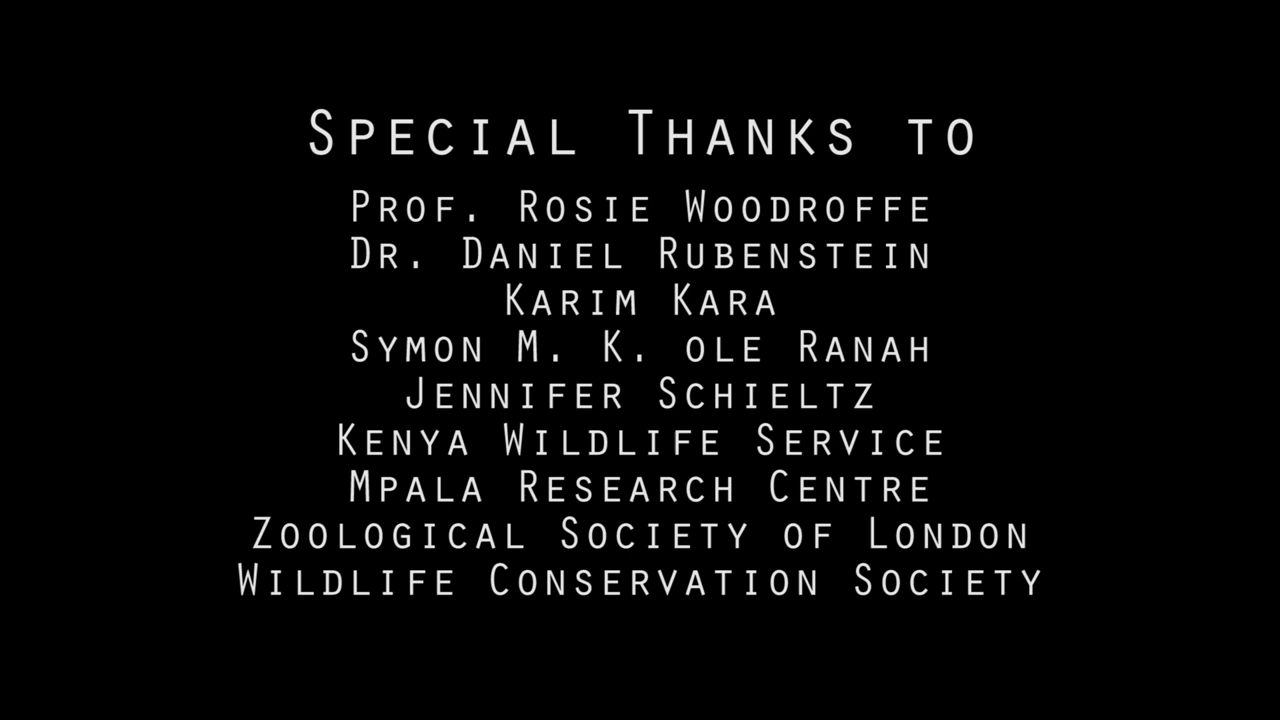 Special Thanks to
Prof. Rosie Woodroffe
Dr. Daniel Rubenstein
Karim Kara
Symon M. K. ole Ranah
Jennifer Schieltz
Kenya Wildlife Service
Mpala Research Centre
Zoological Society of London
Wildlife Conservation Society